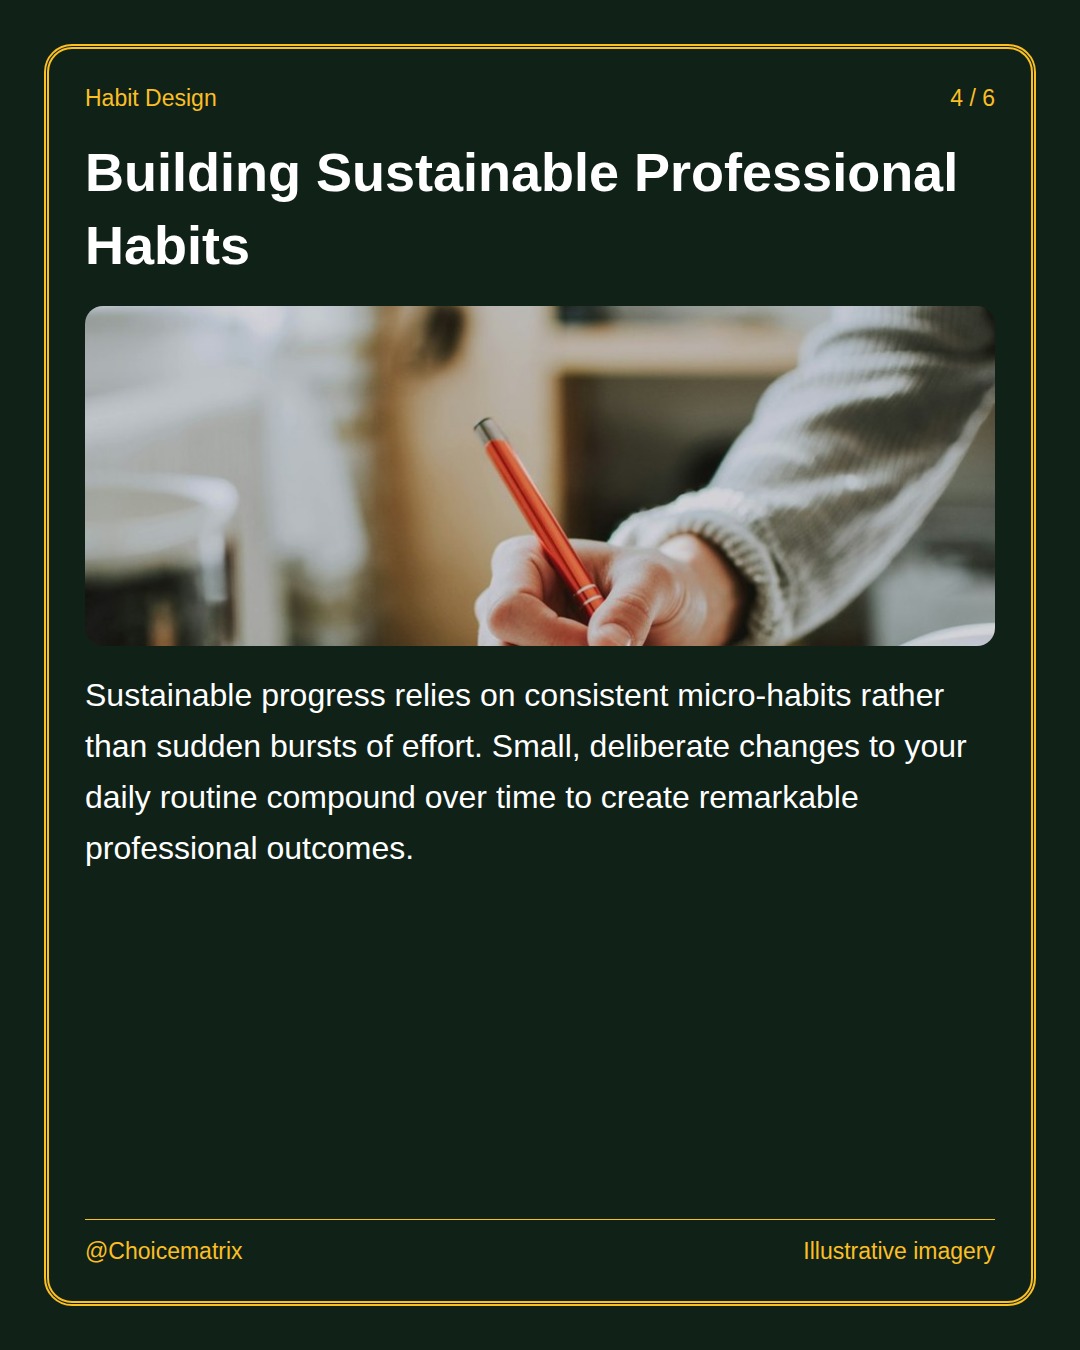 Habit Design
4 / 6
Building Sustainable Professional
Habits
Sustainable progress relies on consistent micro-habits rather
than sudden bursts of effort. Small, deliberate changes to your
daily routine compound over time to create remarkable
professional outcomes.
@Choicematrix
Illustrative imagery